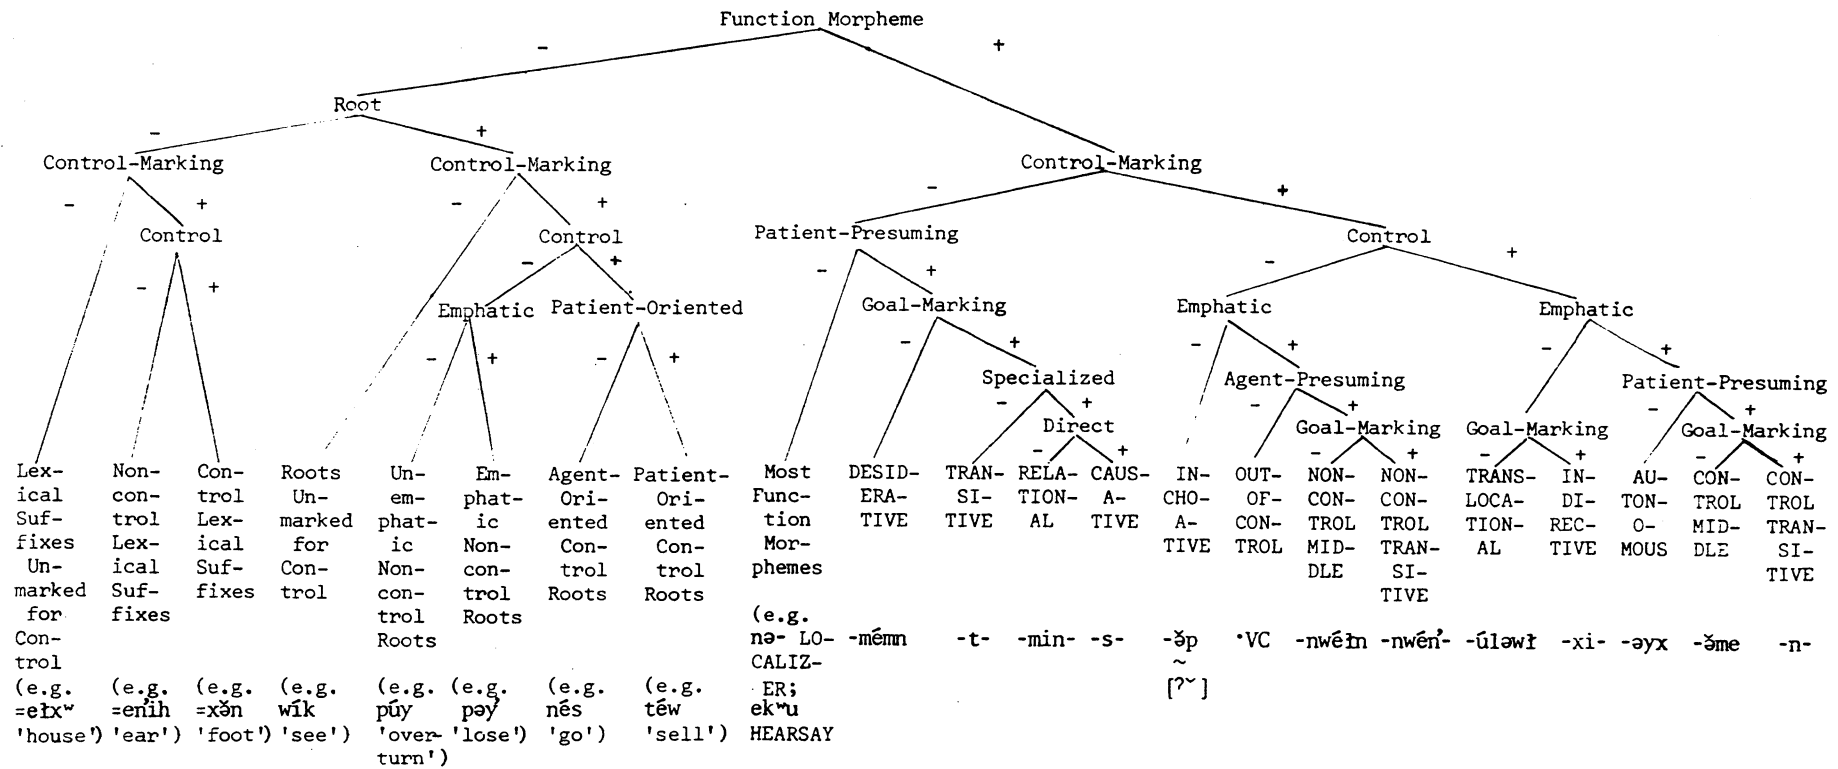 Function Morpheme
− +
Root
− +
Control-Marking Control-Marking Control-Marking
− + − + − +
Control Control Patient-Presuming Control
− + − + − + − +
Emphatic Patient-Oriented Goal-Marking Emphatic Emphatic
− + − + − + − + − +
Specialized Agent-Presuming Patient-Presuming
− + − + − +
Direct Goal-Marking Goal-Marking Goal-Marking
− + − + − + − +
Lex- Non- Con- Roots Un- Em- Agent- Patient- Most DESID- TRAN- RELA- CAUS- IN- OUT- NON- NON- TRANS- IN- AU- CON- CON-
ical con- trol Un- em- phat- Ori- Ori- Func- ERA- SI- TION- A- CHO- OF- CON- CON- LOCA- DI- TON- TROL TROL
Suf- trol Lex- marked phat- ic ented ented tion TIVE TIVE AL TIVE A- CON- TROL TROL TION- REC- O- MID- TRAN-
fixes Lex- ical for ic Non- Con- Con- Mor- TIVE TROL MID- TRAN- AL TIVE MOUS DLE SI-
Un- ical Suf- Con- Non- con- trol trol phemes DLE SI- TIVE
marked Suf- fixes trol con- trol Roots Roots TIVE
for fixes trol Roots (e.g.
Con- Roots nə- LO- -mémn -t- -min- -s- -ə̌p •VC -nwéɬn -nwén̓- -úləwɬ -xi- -əyx -ə̌me -n-
trol CALIZ- ~
(e.g. (e.g. (e.g. (e.g. (e.g. (e.g. (e.g. (e.g. ER; [ʔˇ]
=eɬxʷ =en̓ih =xə̌n wík púy pəy̓ nés téw ekʷu
'house') 'ear') 'foot') 'see') 'over- 'lose') 'go') 'sell') HEARSAY
turn')